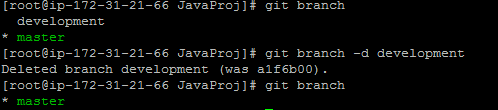 [root@ip-172-31-21-66 JavaProj]# git branch
  development
* master
[root@ip-172-31-21-66 JavaProj]# git branch -d development
Deleted branch development (was a1f6b00).
[root@ip-172-31-21-66 JavaProj]# git branch
* master